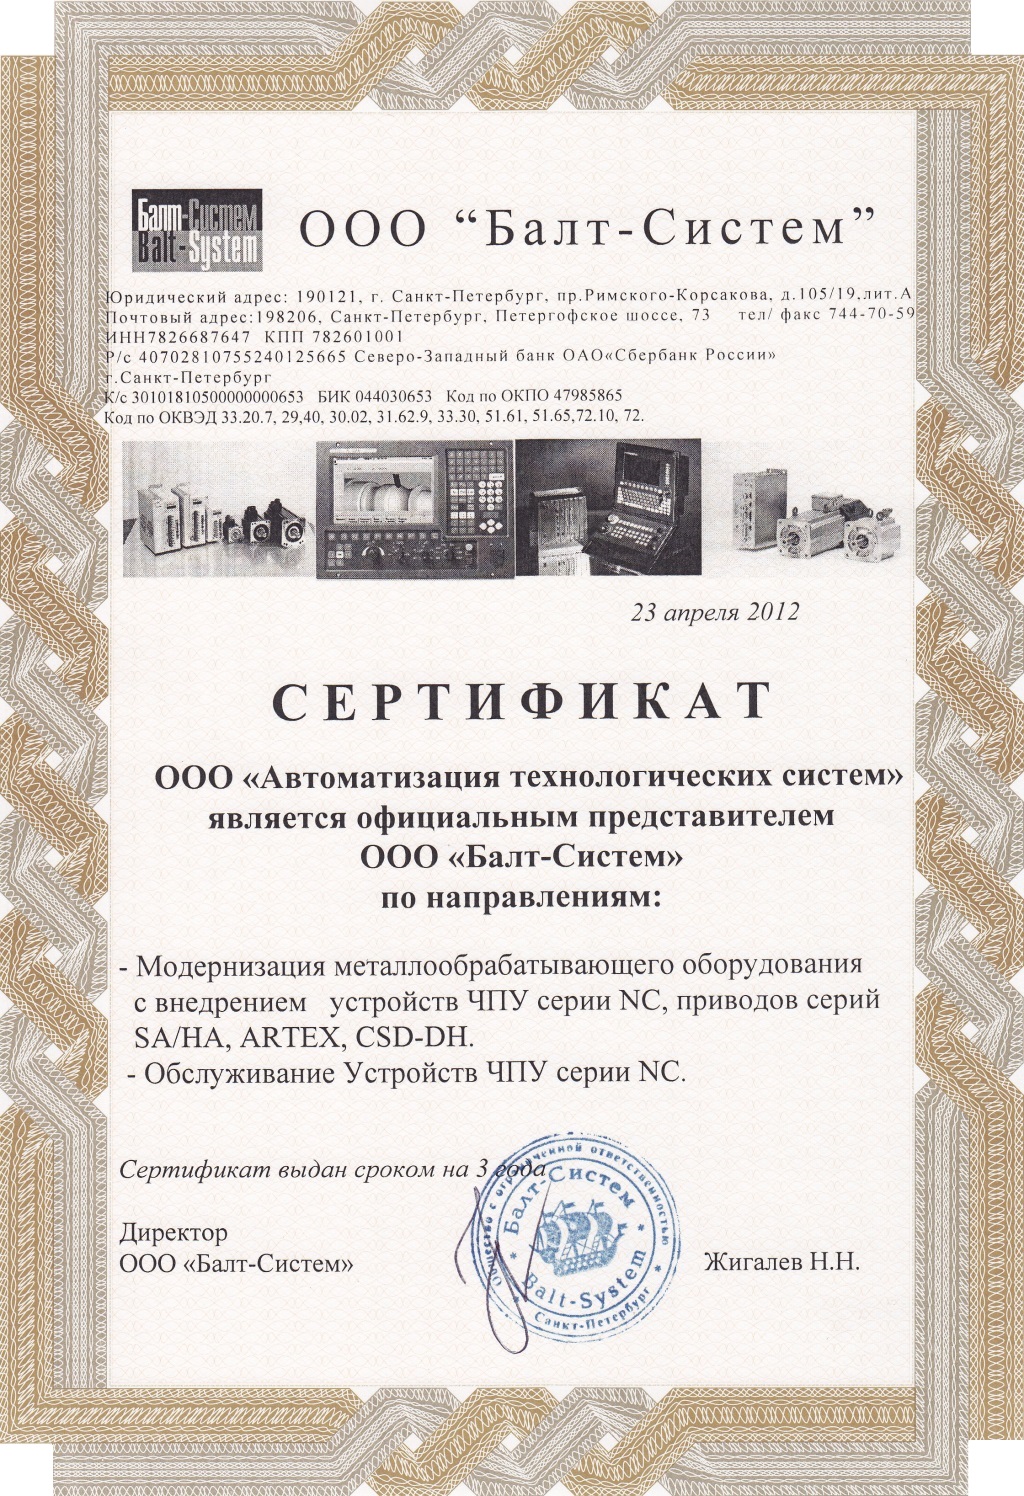 Балт-Систем
Balt-System
ООО “Балт-Систем”
Юридический адрес: 190121, г. Санкт-Петербург, пр.Римского-Корсакова, д.105/19,лит.А
Почтовый адрес:198206, Санкт-Петербург, Петергофское шоссе, 73 тел/ факс 744-70-59
ИНН7826687647 КПП 782601001
Р/с 40702810755240125665 Северо-Западный банк ОАО«Сбербанк России»
г.Санкт-Петербург
К/с 30101810500000000653 БИК 044030653 Код по ОКПО 47985865
Код по ОКВЭД 33.20.7, 29,40, 30.02, 31.62.9, 33.30, 51.61, 51.65,72.10, 72.
23 апреля 2012
СЕРТИФИКАТ
ООО «Автоматизация технологических систем»
является официальным представителем
ООО «Балт-Систем»
по направлениям:
- Модернизация металлообрабатывающего оборудования
с внедрением устройств ЧПУ серии NC, приводов серий
SA/HA, ARTEX, CSD-DH.
- Обслуживание Устройств ЧПУ серии NC.
Сертификат выдан сроком на 3 года
Директор
ООО «Балт-Систем»
Жигалев Н.Н.
Общество с ограниченной ответственностью
Балт-Систем
Balt-System
Санкт-Петербург